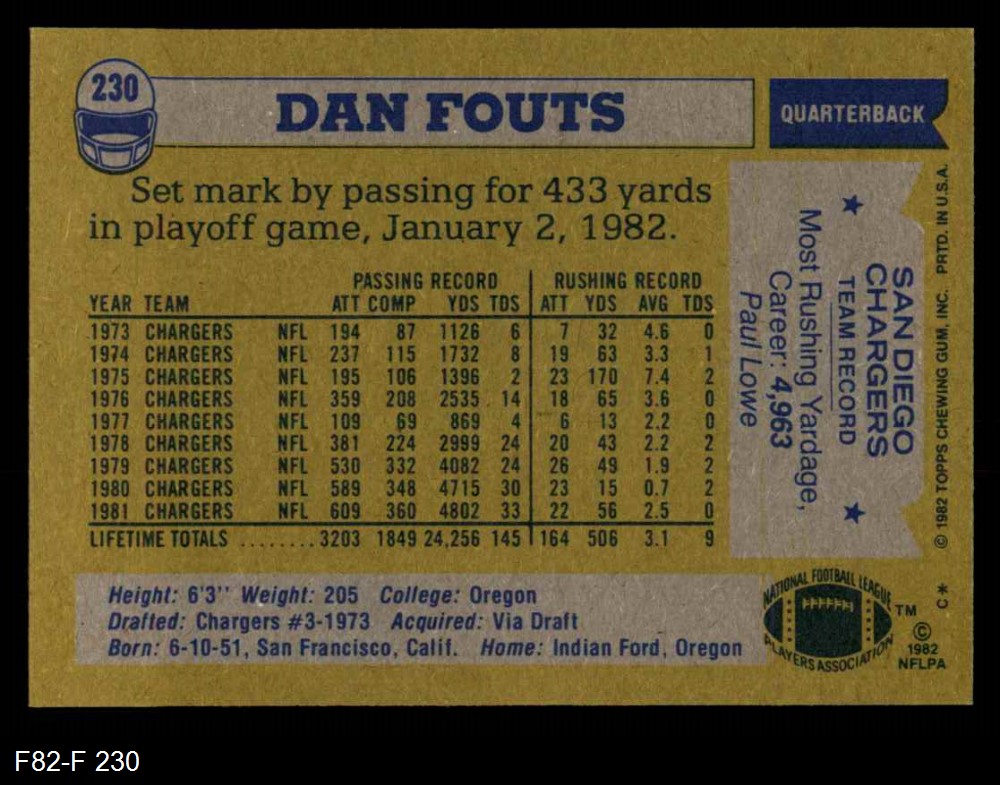 230
DAN FOUTS
QUARTERBACK
Set mark by passing for 433 yards
in playoff game, January 2, 1982.
PASSING RECORD RUSHING RECORD
YEAR TEAM ATT COMP YDS TDS ATT YDS AVG TDS
1973 CHARGERS NFL 194 87 1126 6 7 32 4.6 0
1974 CHARGERS NFL 237 115 1732 8 19 63 3.3 1
1975 CHARGERS NFL 195 106 1396 2 23 170 7.4 2
1976 CHARGERS NFL 359 208 2535 14 18 65 3.6 0
1977 CHARGERS NFL 109 69 869 4 6 13 2.2 0
1978 CHARGERS NFL 381 224 2999 24 20 43 2.2 2
1979 CHARGERS NFL 530 332 4082 24 26 49 1.9 2
1980 CHARGERS NFL 589 348 4715 30 23 15 0.7 2
1981 CHARGERS NFL 609 360 4802 33 22 56 2.5 0
LIFETIME TOTALS ........ 3203 1849 24,256 145 164 506 3.1 9
SAN DIEGO
CHARGERS
TEAM RECORD
Most Rushing Yardage,
Career: 4,963
Paul Lowe
© 1982 TOPPS CHEWING GUM, INC. PRTD. IN U.S.A.
Height: 6'3" Weight: 205 College: Oregon
Drafted: Chargers #3-1973 Acquired: Via Draft
Born: 6-10-51, San Francisco, Calif. Home: Indian Ford, Oregon
NATIONAL FOOTBALL LEAGUE
PLAYERS ASSOCIATION
TM
C*
©
1982
NFLPA
F82-F 230